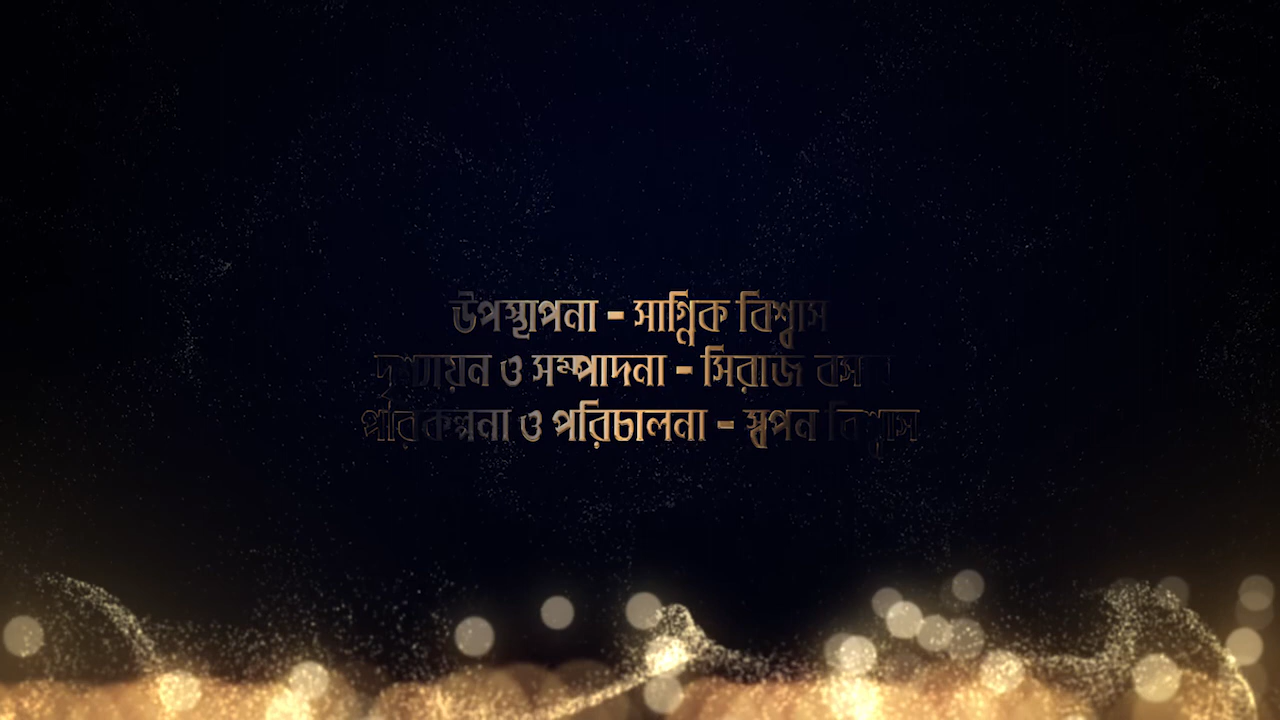 উপস্থাপনা - সাগ্নিক বিশ্বাস
দৃশ্যায়ন ও সম্পাদনা - সিরাজ
পরিকল্পনা ও পরিচালনা - স্বপন বিশ্বাস